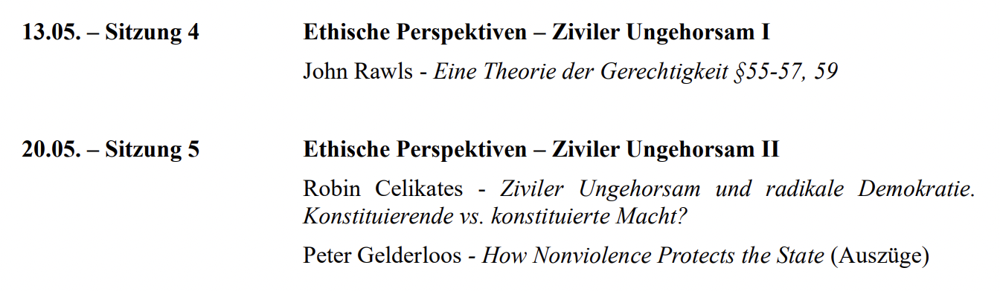 13.05. – Sitzung 4 Ethische Perspektiven – Ziviler Ungehorsam I
John Rawls - Eine Theorie der Gerechtigkeit §55-57, 59
20.05. – Sitzung 5 Ethische Perspektiven – Ziviler Ungehorsam II
Robin Celikates - Ziviler Ungehorsam und radikale Demokratie.
Konstituierende vs. konstituierte Macht?
Peter Gelderloos - How Nonviolence Protects the State (Auszüge)